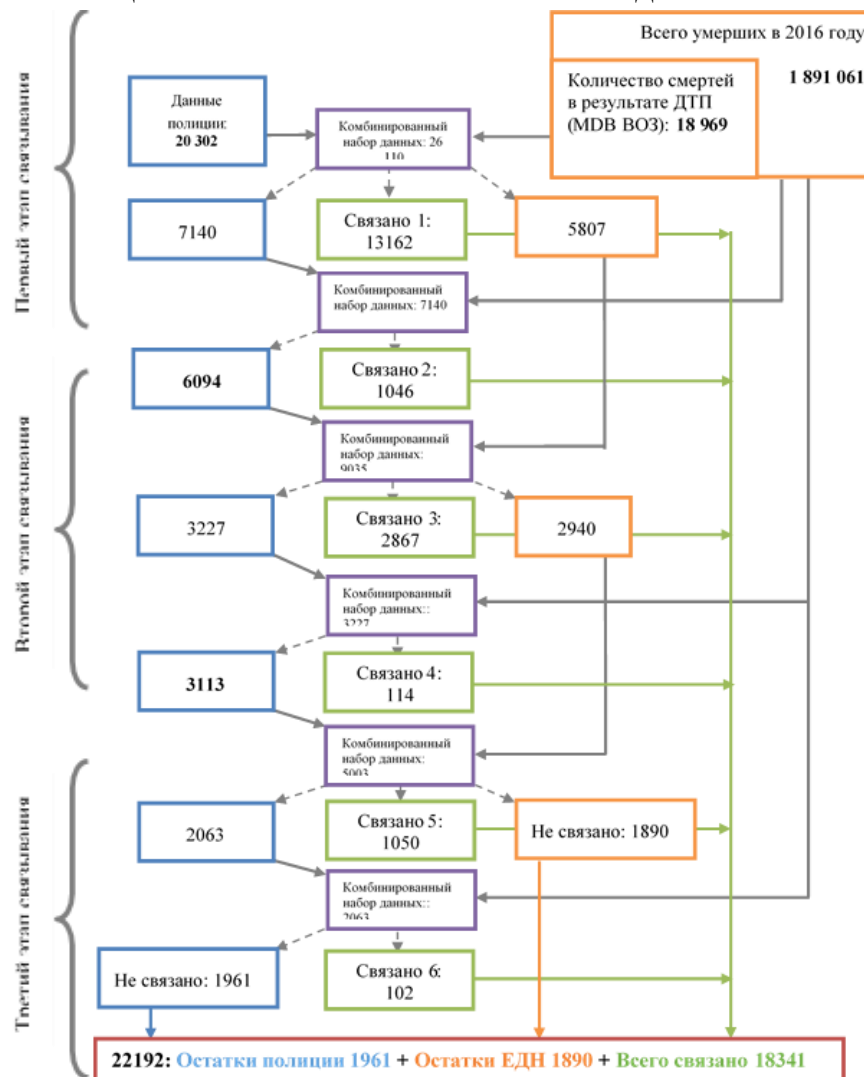 Всего умерших в 2016 году
1 891 061
Количество смертей
в результате ДТП
(MDB ВОЗ): 18 969
Данные
полиции:
20 302
Комбинированный
набор данных: 26
110
Первый этап связывания
7140
Связано 1:
13162
5807
Комбинированный
набор данных: 7140
6094
Связано 2:
1046
Комбинированный
набор данных:
9035
Второй этап связывания
3227
Связано 3:
2867
2940
Комбинированный
набор данных::
3227
3113
Связано 4:
114
Комбинированный
набор данных:
5003
Третий этап связывания
2063
Связано 5:
1050
Не связано: 1890
Комбинированный
набор данных::
2063
Не связано: 1961
Связано 6:
102
22192: Остатки полиции 1961 + Остатки ЕДН 1890 + Всего связано 18341